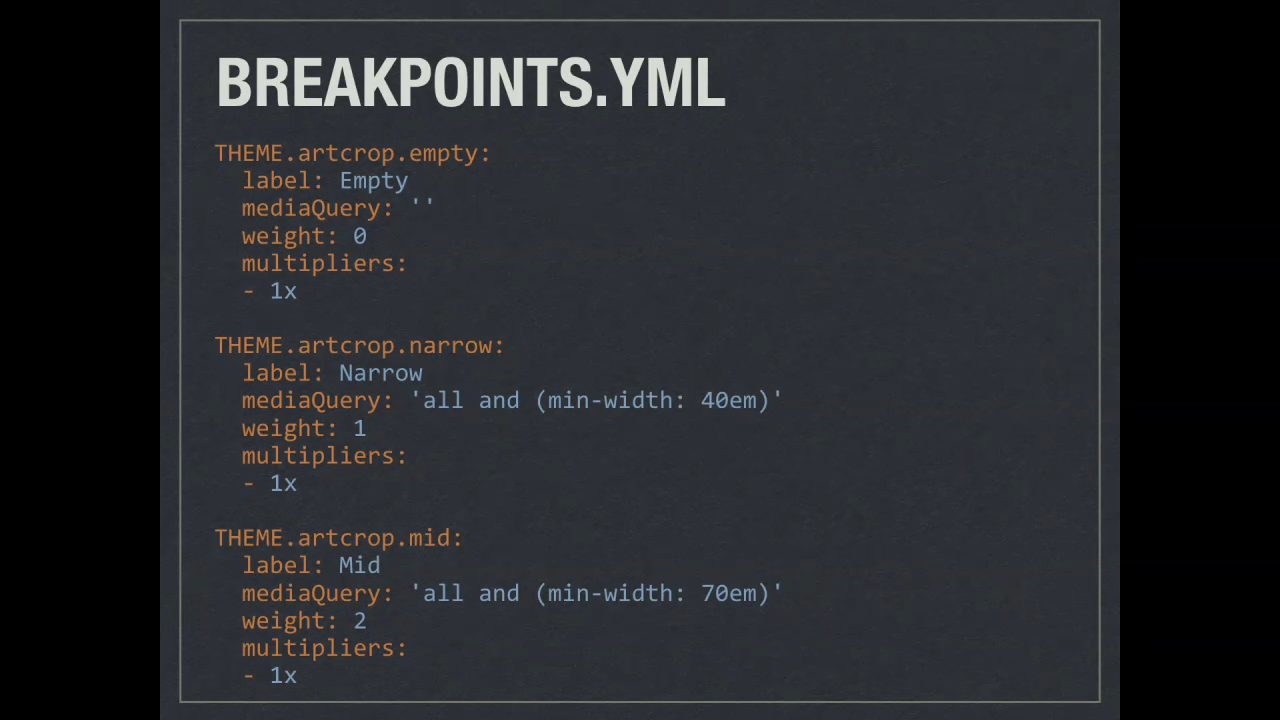 BREAKPOINTS.YML
THEME.artcrop.empty:
label: Empty
mediaQuery: ''
weight: 0
multipliers:
- 1x
THEME.artcrop.narrow:
label: Narrow
mediaQuery: 'all and (min-width: 40em)'
weight: 1
multipliers:
- 1x
THEME.artcrop.mid:
label: Mid
mediaQuery: 'all and (min-width: 70em)'
weight: 2
multipliers:
- 1x